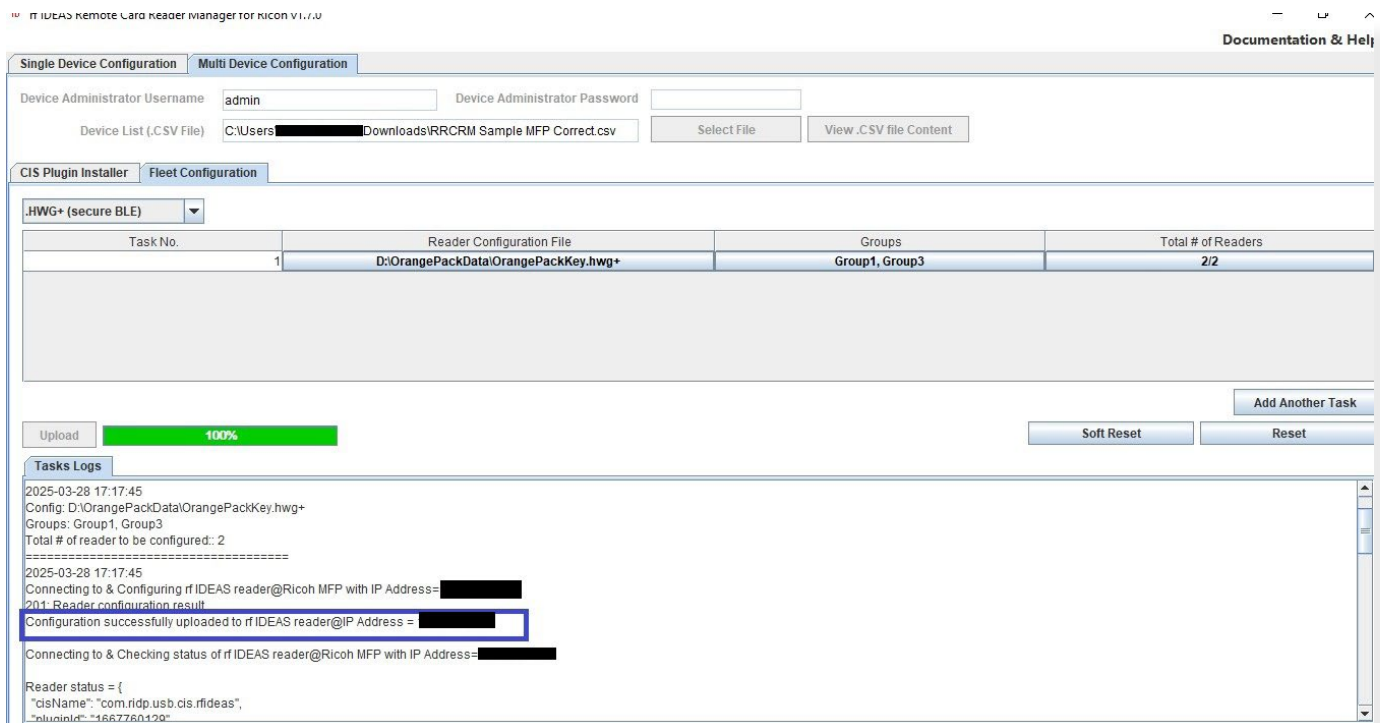 rf IDEAS Remote Card Reader Manager for Ricoh v1.7.0
Documentation & Help
Single Device Configuration Multi Device Configuration
Device Administrator Username admin Device Administrator Password
Device List (.CSV File) C:\Users Downloads\RRCRM Sample MFP Correct.csv Select File View .CSV file Content
CIS Plugin Installer Fleet Configuration
.HWG+ (secure BLE)
Task No. Reader Configuration File Groups Total # of Readers
1 D:\OrangePackData\OrangePackKey.hwg+ Group1, Group3 2/2
Add Another Task
Upload 100% Soft Reset Reset
Tasks Logs
2025-03-28 17:17:45
Config: D:\OrangePackData\OrangePackKey.hwg+
Groups: Group1, Group3
Total # of reader to be configured:: 2
=====================================
2025-03-28 17:17:45
Connecting to & Configuring rf IDEAS reader@Ricoh MFP with IP Address=
201: Reader configuration result
Configuration successfully uploaded to rf IDEAS reader@IP Address =
Connecting to & Checking status of rf IDEAS reader@Ricoh MFP with IP Address=
Reader status = {
"cisName": "com.ridp.usb.cis.rfideas",
"pluginId": "1667760129"